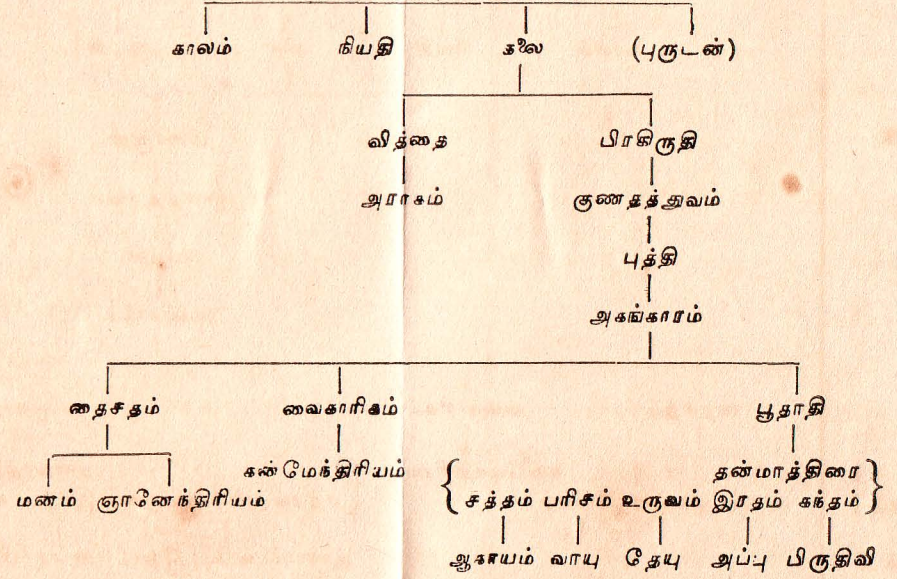 காலம் நியதி கலை (புருடன்)
வித்தை பிரகிருதி
அராகம் குணதத்துவம்
புத்தி
அகங்காரம்
தைசதம் வைகாரிகம் பூதாதி
கன்மேந்திரியம் தன்மாத்திரை
மனம் ஞானேந்திரியம் சத்தம் பரிசம் உருவம் இரதம் கந்தம்
ஆகாயம் வாயு தேயு அப்பு பிருதிவி